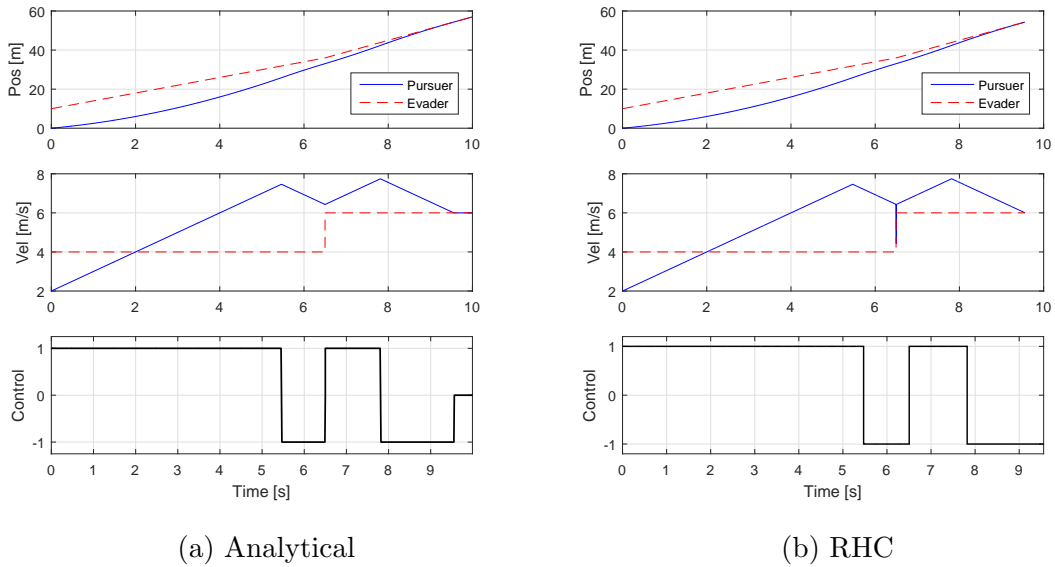 60
40
20
0
Pos [m]
Pursuer
Evader
0 2 4 6 8 10
8
6
4
2
Vel [m/s]
0 2 4 6 8 10
1
0
-1
Control
0 1 2 3 4 5 6 7 8 9
Time [s]
(a) Analytical
60
40
20
0
Pos [m]
Pursuer
Evader
0 2 4 6 8 10
8
6
4
2
Vel [m/s]
0 2 4 6 8 10
1
0
-1
Control
0 1 2 3 4 5 6 7 8 9
Time [s]
(b) RHC